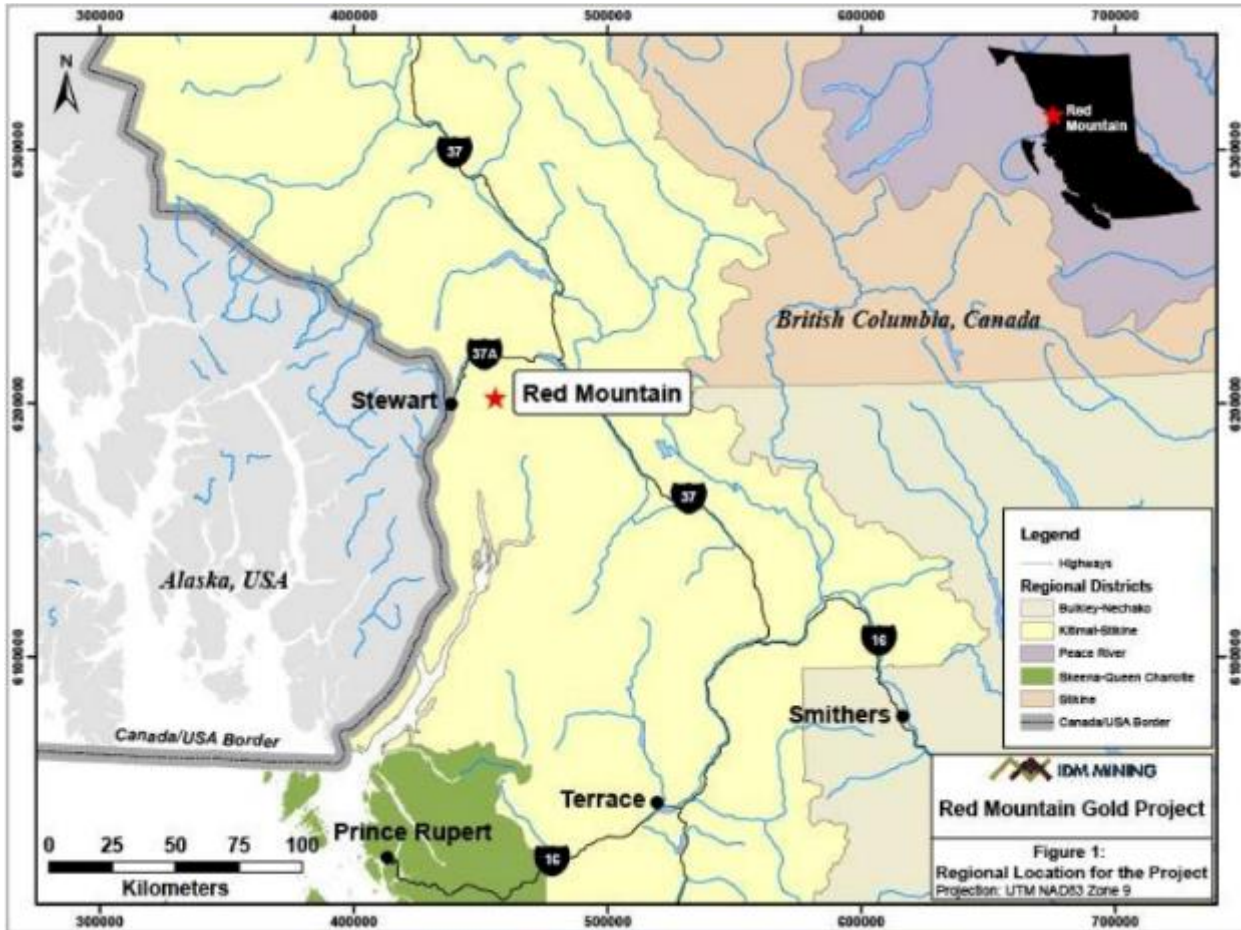 300000 400000 500000 600000 700000
N
37
Red
Mountain
6300000
6300000
British Columbia, Canada
37A
Red Mountain
Stewart
6200000
6200000
37
Legend
Highways
Regional Districts
Bulkley-Nechako
Kitimat-Stikine
Peace River
Skeena-Queen Charlotte
Stikine
Canada/USA Border
Alaska, USA
16
6100000
6100000
Smithers
Canada/USA Border
IDM MINING
Red Mountain Gold Project
Terrace
Prince Rupert
16
0 25 50 75 100
Kilometers
Figure 1:
Regional Location for the Project
Projection: UTM NAD83 Zone 9
300000 400000 500000 600000 700000